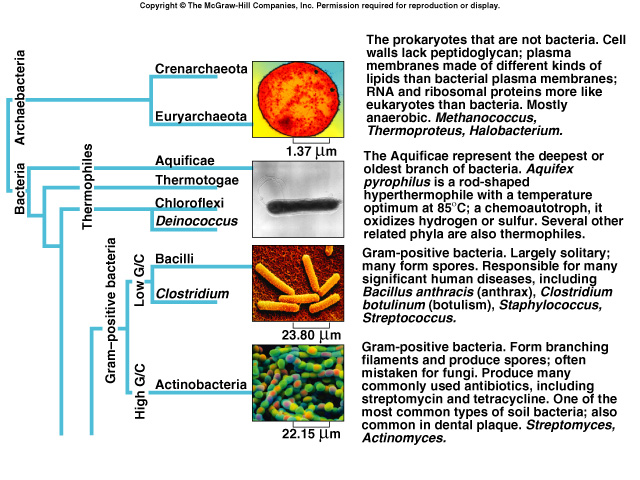 Copyright © The McGraw-Hill Companies, Inc. Permission required for reproduction or display.
Archaebacteria
Crenarchaeota
Euryarchaeota
1.37 µm
The prokaryotes that are not bacteria. Cell
walls lack peptidoglycan; plasma
membranes made of different kinds of
lipids than bacterial plasma membranes;
RNA and ribosomal proteins more like
eukaryotes than bacteria. Mostly
anaerobic. Methanococcus,
Thermoproteus, Halobacterium.
Bacteria
Thermophiles
Aquificae
Thermotogae
Chloroflexi
Deinococcus
The Aquificae represent the deepest or
oldest branch of bacteria. Aquifex
pyrophilus is a rod-shaped
hyperthermophile with a temperature
optimum at 85°C; a chemoautotroph, it
oxidizes hydrogen or sulfur. Several other
related phyla are also thermophiles.
Gram–positive bacteria
Low G/C
Bacilli
Clostridium
23.80 µm
Gram-positive bacteria. Largely solitary;
many form spores. Responsible for many
significant human diseases, including
Bacillus anthracis (anthrax), Clostridium
botulinum (botulism), Staphylococcus,
Streptococcus.
High G/C
Actinobacteria
22.15 µm
Gram-positive bacteria. Form branching
filaments and produce spores; often
mistaken for fungi. Produce many
commonly used antibiotics, including
streptomycin and tetracycline. One of the
most common types of soil bacteria; also
common in dental plaque. Streptomyces,
Actinomyces.